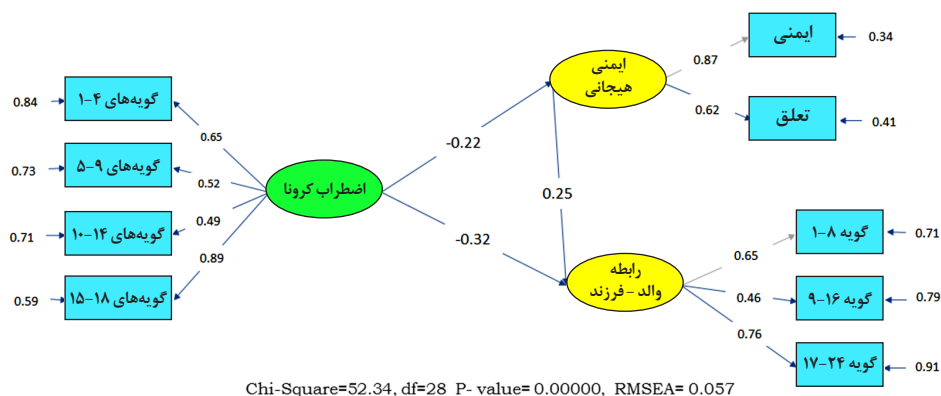 ایمنی
0.34
0.87
ایمنی
هیجانی
0.62
تعلق
0.41
0.84
گویه‌های ۴-۱
0.65
-0.22
0.73
گویه‌های ۹-۵
0.52
اضطراب کرونا
0.25
0.71
گویه‌های ۱۴-۱۰
0.49
-0.32
گویه ۸-۱
0.71
0.65
0.59
گویه‌های ۱۸-۱۵
0.89
رابطه
والد - فرزند
0.46
گویه ۱۶-۹
0.79
0.76
گویه ۲۴-۱۷
0.91
Chi-Square=52.34, df=28 P- value= 0.00000, RMSEA= 0.057